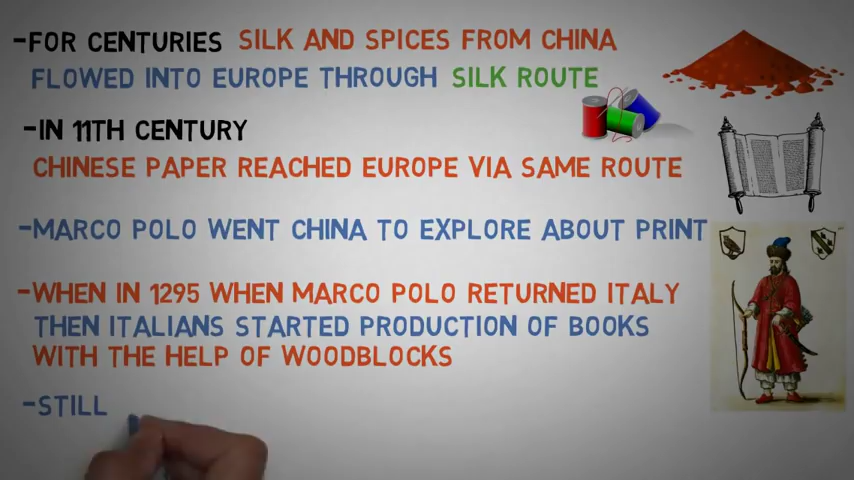 -FOR CENTURIES SILK AND SPICES FROM CHINA
FLOWED INTO EUROPE THROUGH SILK ROUTE
-IN 11TH CENTURY
CHINESE PAPER REACHED EUROPE VIA SAME ROUTE
-MARCO POLO WENT CHINA TO EXPLORE ABOUT PRINT
-WHEN IN 1295 WHEN MARCO POLO RETURNED ITALY
THEN ITALIANS STARTED PRODUCTION OF BOOKS
WITH THE HELP OF WOODBLOCKS
-STILL